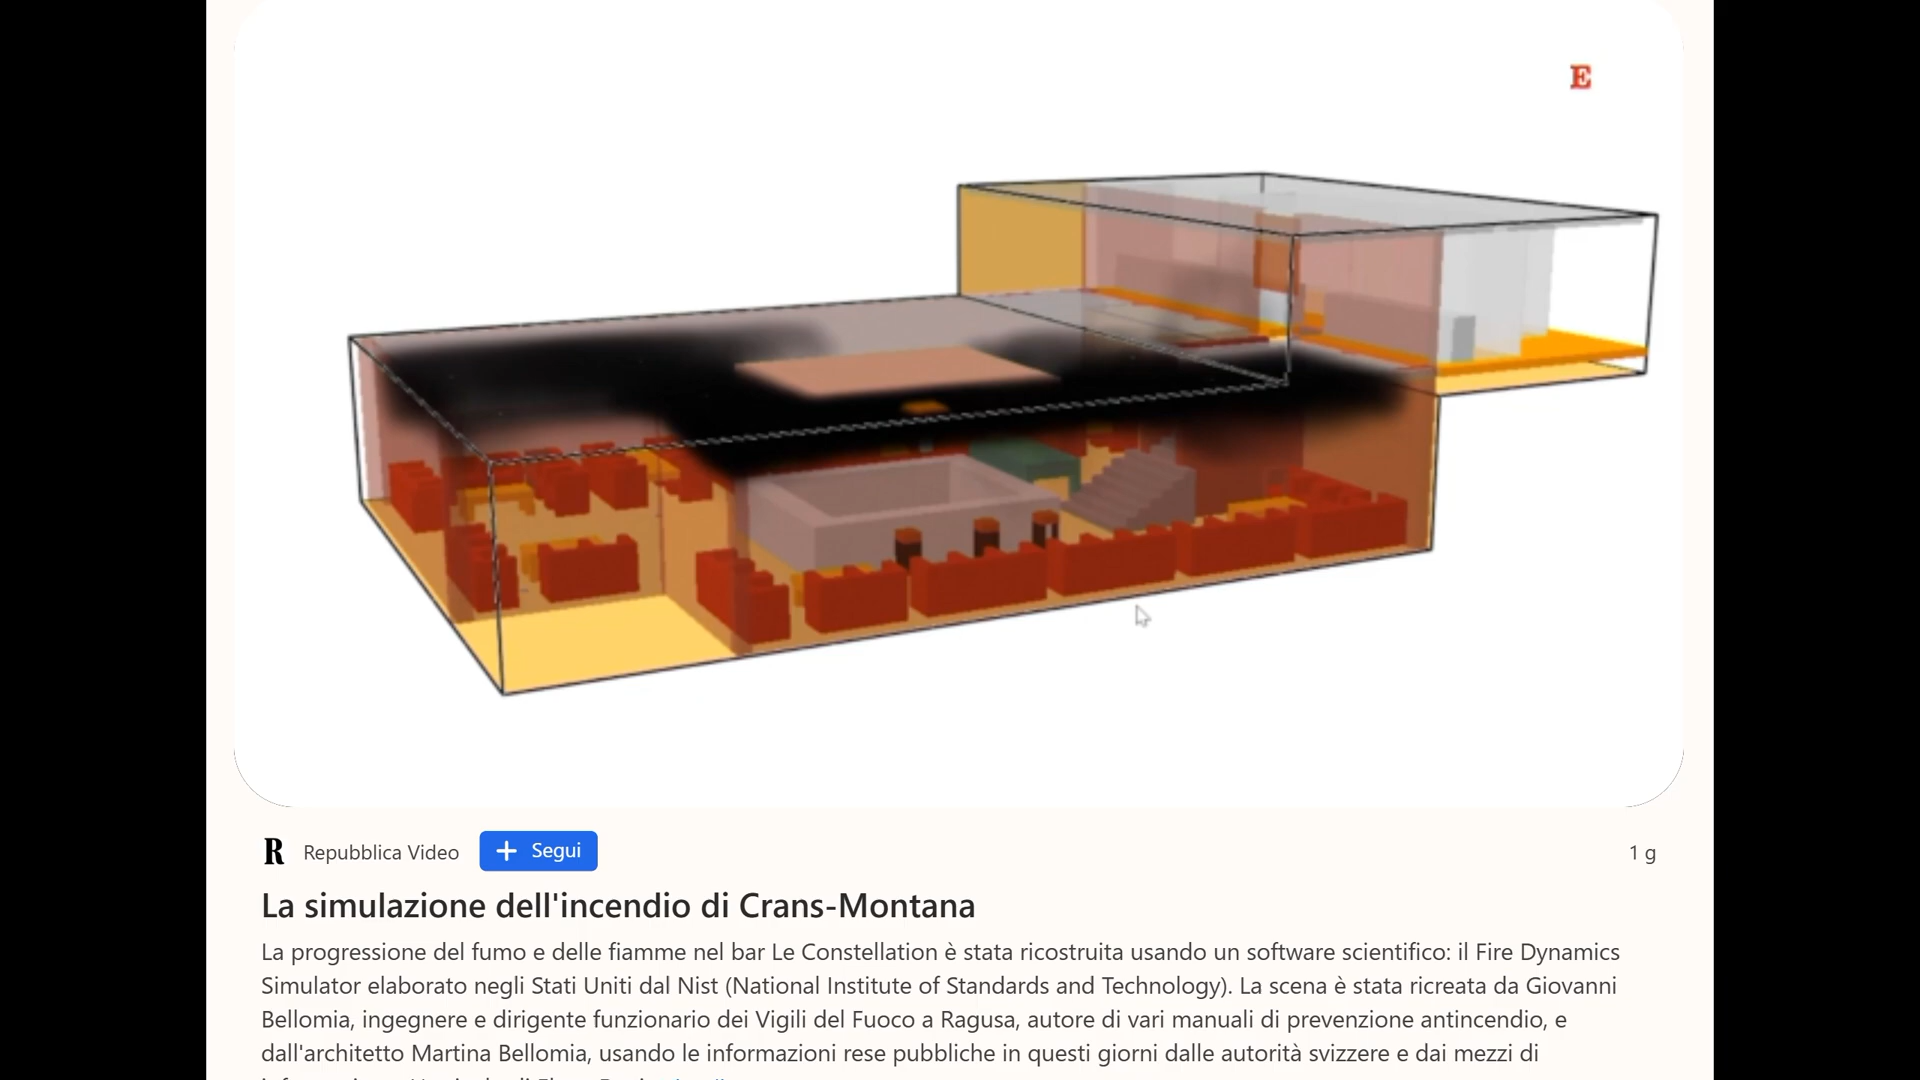 E
R Repubblica Video + Segui 1 g
La simulazione dell'incendio di Crans-Montana
La progressione del fumo e delle fiamme nel bar Le Constellation è stata ricostruita usando un software scientifico: il Fire Dynamics
Simulator elaborato negli Stati Uniti dal Nist (National Institute of Standards and Technology). La scena è stata ricreata da Giovanni
Bellomia, ingegnere e dirigente funzionario dei Vigili del Fuoco a Ragusa, autore di vari manuali di prevenzione antincendio, e
dall'architetto Martina Bellomia, usando le informazioni rese pubbliche in questi giorni dalle autorità svizzere e dai mezzi di